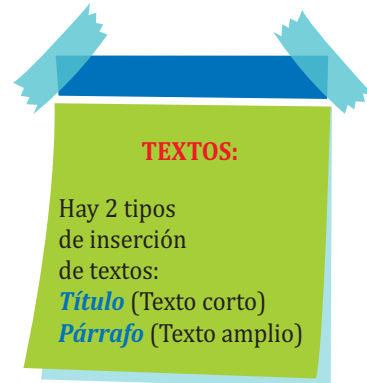 TEXTOS:
Hay 2 tipos
de inserción
de textos:
Título (Texto corto)
Párrafo (Texto amplio)